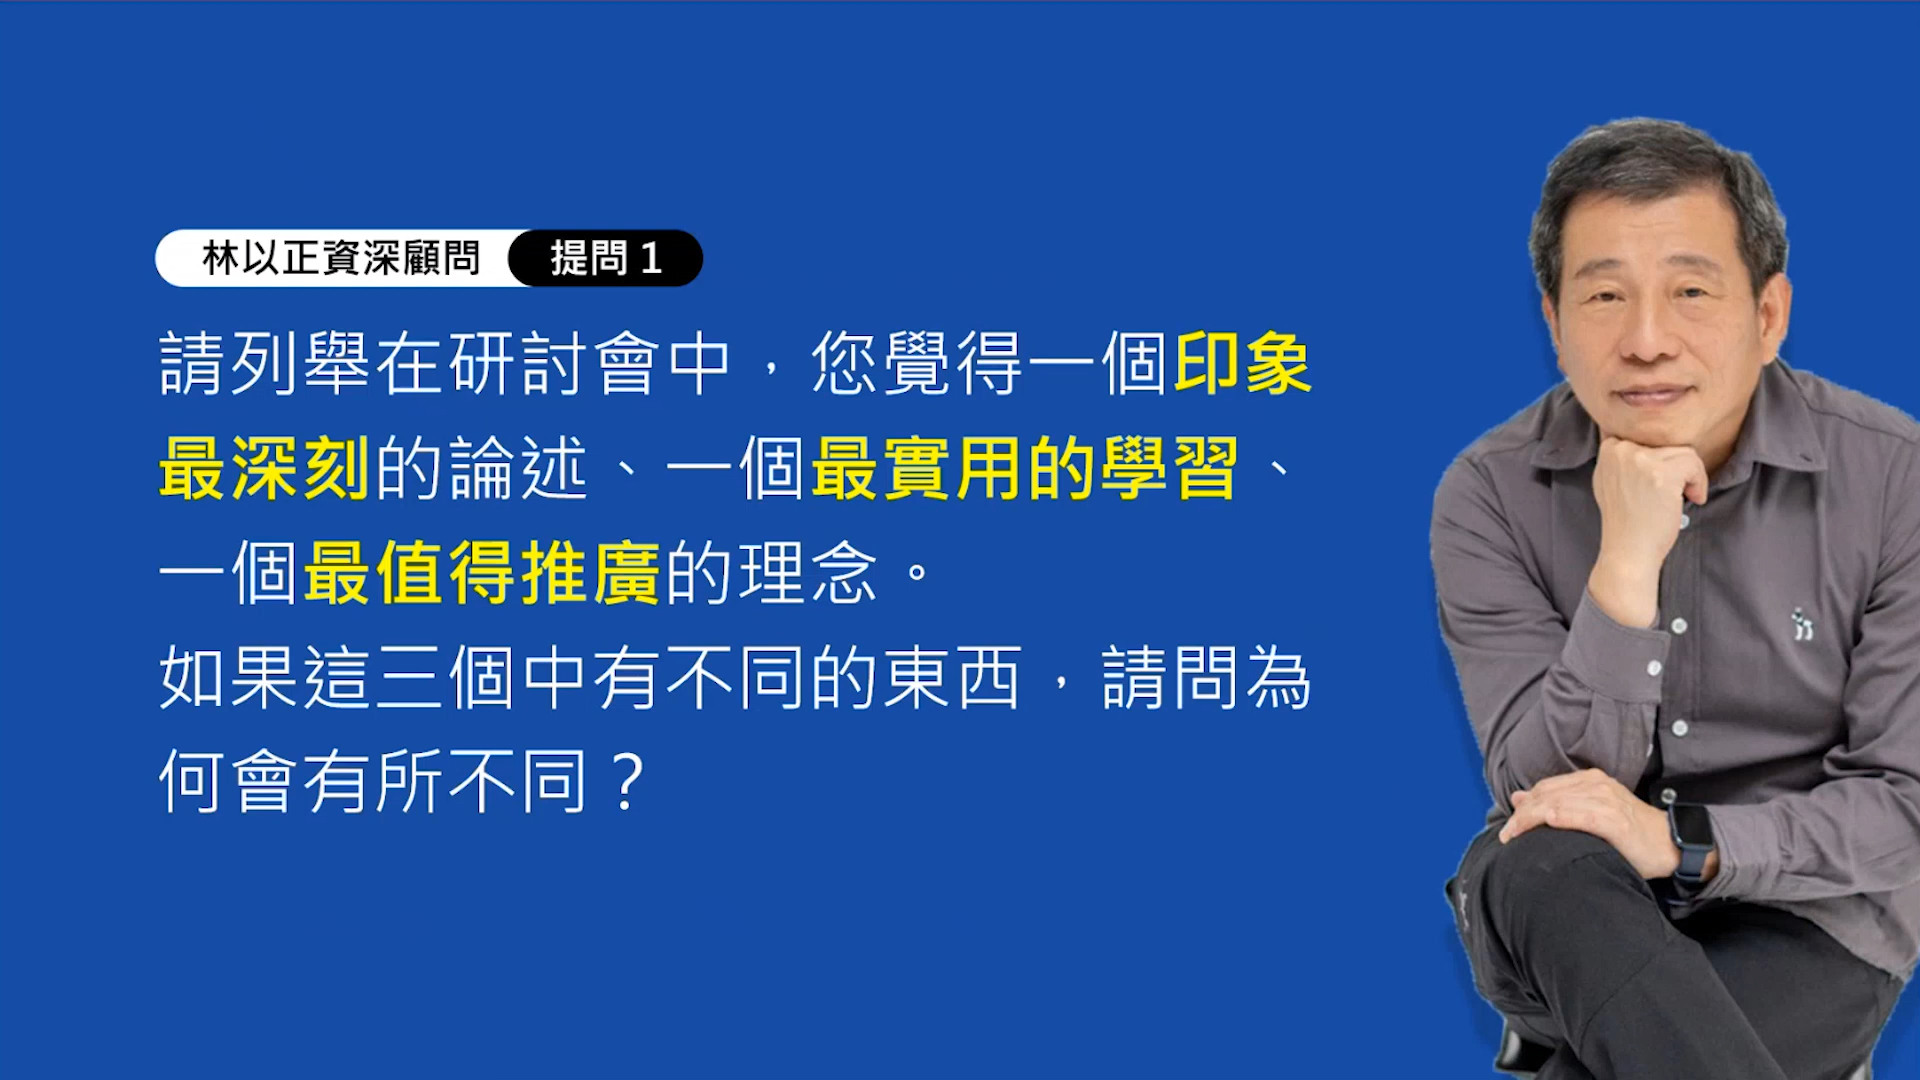 林以正資深顧問 提問 1
請列舉在研討會中，您覺得一個印象
最深刻的論述、一個最實用的學習、
一個最值得推廣的理念。
如果這三個中有不同的東西，請問為
何會有所不同？